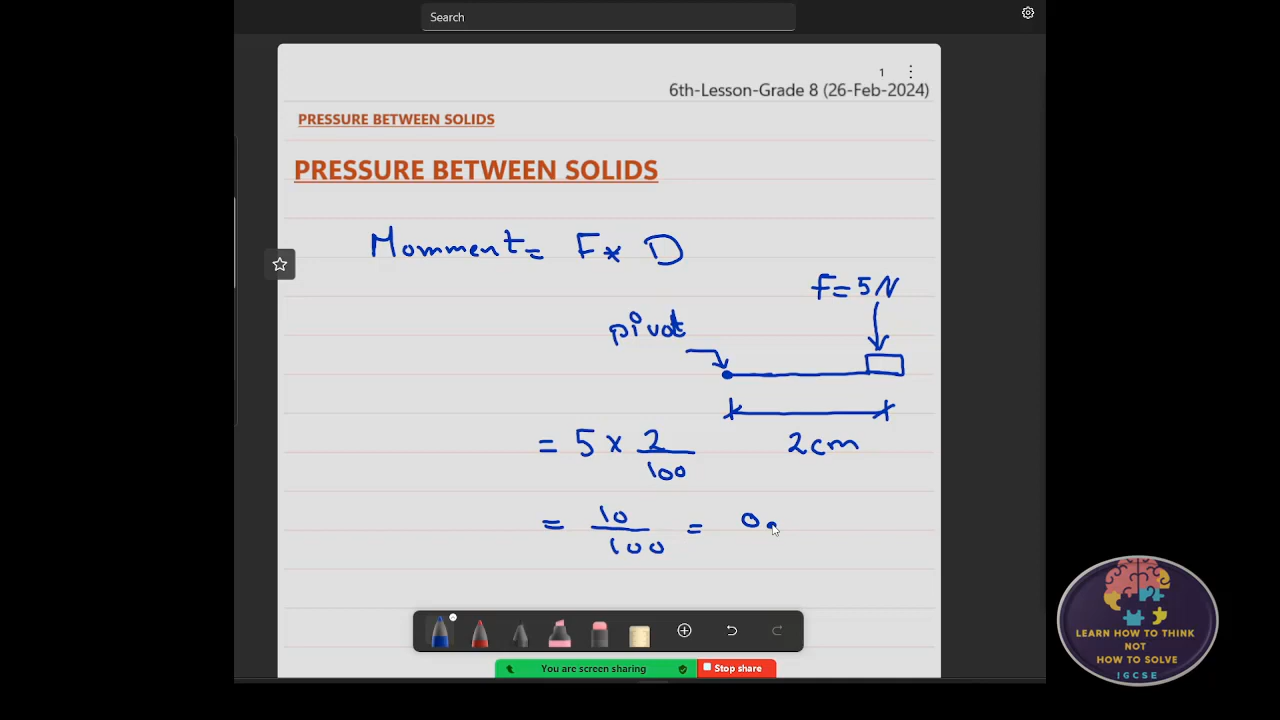 Search
1
6th-Lesson-Grade 8 (26-Feb-2024)
PRESSURE BETWEEN SOLIDS
PRESSURE BETWEEN SOLIDS
Momment = F x D
f = 5N
pivot
= 5 x 2/100
2cm
= 10/100 = 0.
You are screen sharing
Stop share
LEARN HOW TO THINK
NOT
HOW TO SOLVE
IGCSE